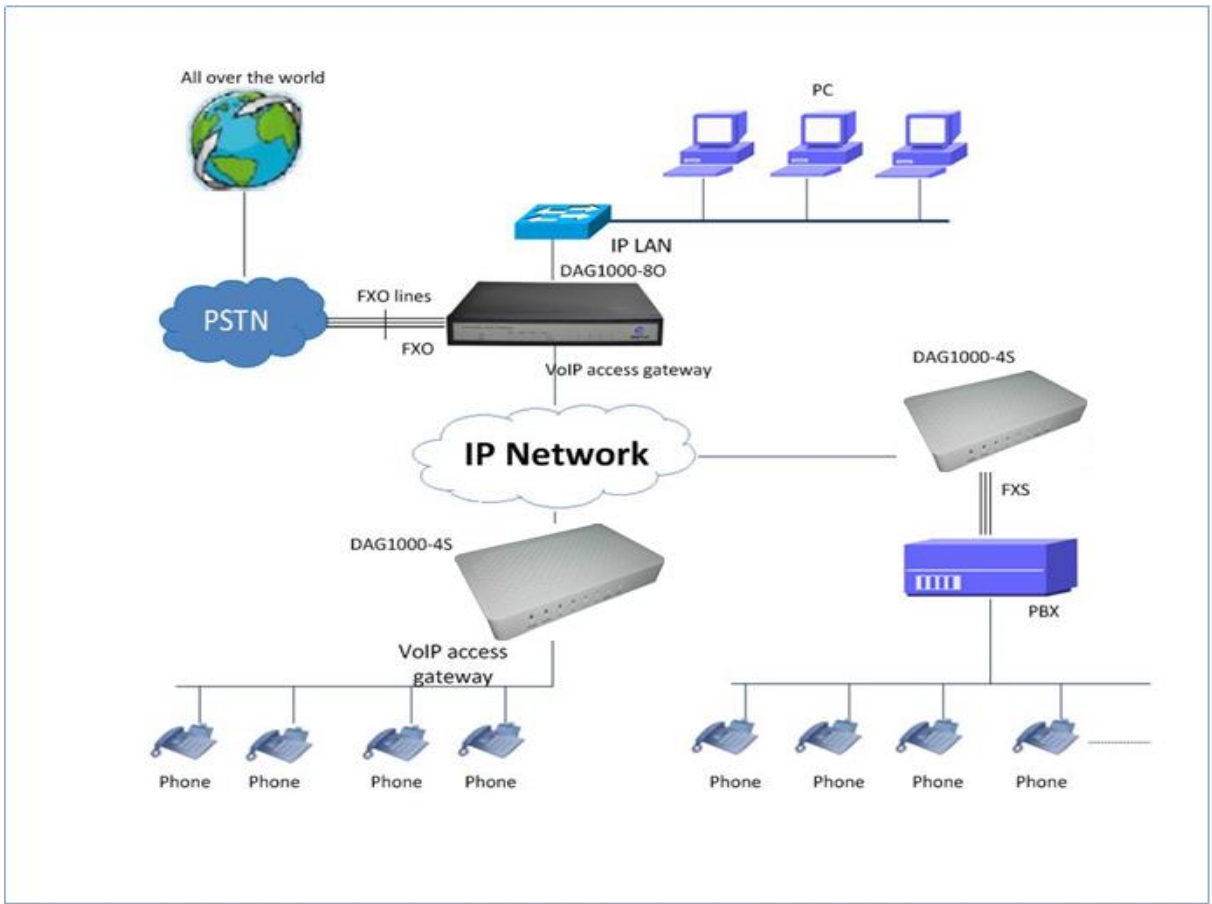 All over the world
PC
IP LAN
DAG1000-8O
FXO lines
PSTN
FXO
VoIP access gateway
DAG1000-4S
IP Network
FXS
DAG1000-4S
PBX
VoIP access
gateway
Phone
Phone
Phone
Phone
Phone
Phone
Phone
Phone